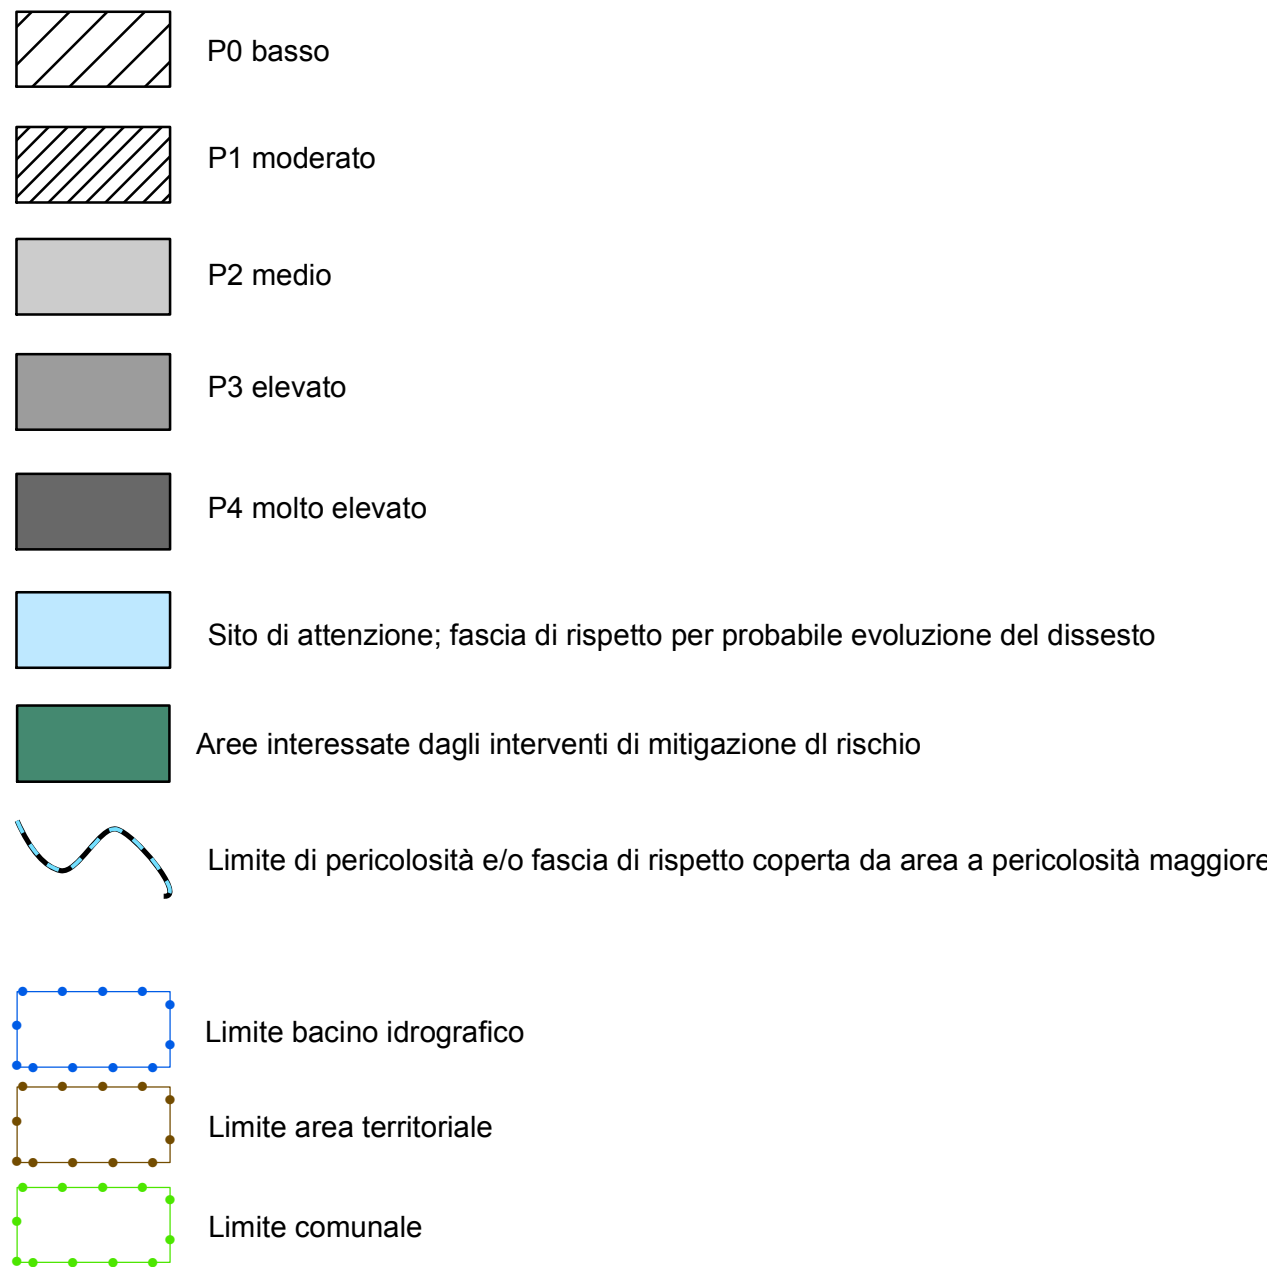 P0 basso
P1 moderato
P2 medio
P3 elevato
P4 molto elevato
Sito di attenzione; fascia di rispetto per probabile evoluzione del dissesto
Aree interessate dagli interventi di mitigazione dl rischio
Limite di pericolosità e/o fascia di rispetto coperta da area a pericolosità maggiore
Limite bacino idrografico
Limite area territoriale
Limite comunale